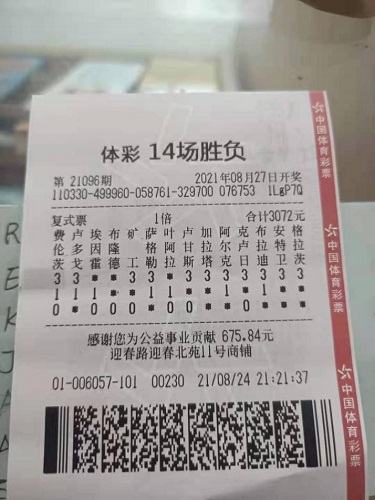 体彩 14场胜负
第 21096期 2021年08月27日开奖
110330-499960-058761-329700 076753 1LgP7Q
复式票 1倍 合计3072元
费 卢 埃 布 矿 萨 叶 卢 加 阿 克 布 安 格
伦 多 因 隆 格 阿 甘 拉 尔 卢 拉 特 拉
茨 戈 霍 德 工 勒 拉 斯 塔 克 日 迪 卫 茨
感谢您为公益事业贡献 675.84元
迎春路迎春北苑11号商铺
01-006057-101 00230 21/08/24 21:21:37
中国体育彩票
中国体育彩票
中国体育彩票